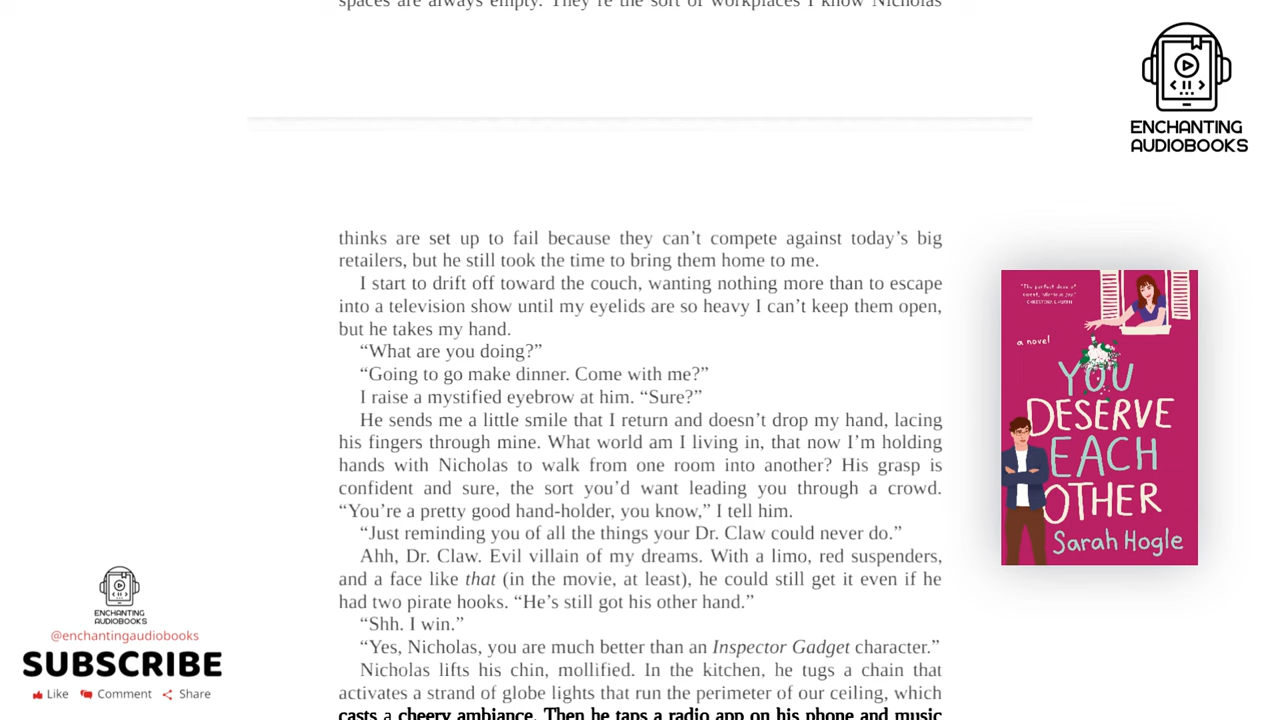 spaces are always empty. They're the sort of workplaces I know Nicholas
ENCHANTING
AUDIOBOOKS
thinks are set up to fail because they can’t compete against today’s big
retailers, but he still took the time to bring them home to me.
I start to drift off toward the couch, wanting nothing more than to escape
into a television show until my eyelids are so heavy I can’t keep them open,
but he takes my hand.
“What are you doing?”
“Going to go make dinner. Come with me?”
I raise a mystified eyebrow at him. “Sure?”
He sends me a little smile that I return and doesn’t drop my hand, lacing
his fingers through mine. What world am I living in, that now I’m holding
hands with Nicholas to walk from one room into another? His grasp is
confident and sure, the sort you’d want leading you through a crowd.
“You’re a pretty good hand-holder, you know,” I tell him.
“Just reminding you of all the things your Dr. Claw could never do.”
Ahh, Dr. Claw. Evil villain of my dreams. With a limo, red suspenders,
and a face like that (in the movie, at least), he could still get it even if he
had two pirate hooks. “He’s still got his other hand.”
“Shh. I win.”
“Yes, Nicholas, you are much better than an Inspector Gadget character.”
Nicholas lifts his chin, mollified. In the kitchen, he tugs a chain that
activates a strand of globe lights that run the perimeter of our ceiling, which
casts a cheery ambiance. Then he taps a radio app on his phone and music
"The perfect dose of
CHRISTINA LAUREN
a novel
YOU
DESERVE
EACH
OTHER
Sarah Hogle
ENCHANTING
AUDIOBOOKS
@enchantingaudiobooks
SUBSCRIBE
Like Comment Share